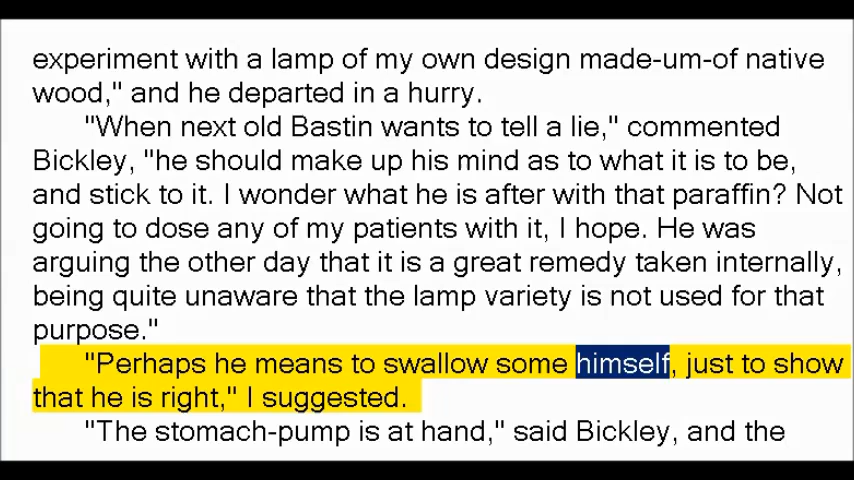 experiment with a lamp of my own design made-um-of native
wood," and he departed in a hurry.
"When next old Bastin wants to tell a lie," commented
Bickley, "he should make up his mind as to what it is to be,
and stick to it. I wonder what he is after with that paraffin? Not
going to dose any of my patients with it, I hope. He was
arguing the other day that it is a great remedy taken internally,
being quite unaware that the lamp variety is not used for that
purpose."
"Perhaps he means to swallow some himself, just to show
that he is right," I suggested.
"The stomach-pump is at hand," said Bickley, and the